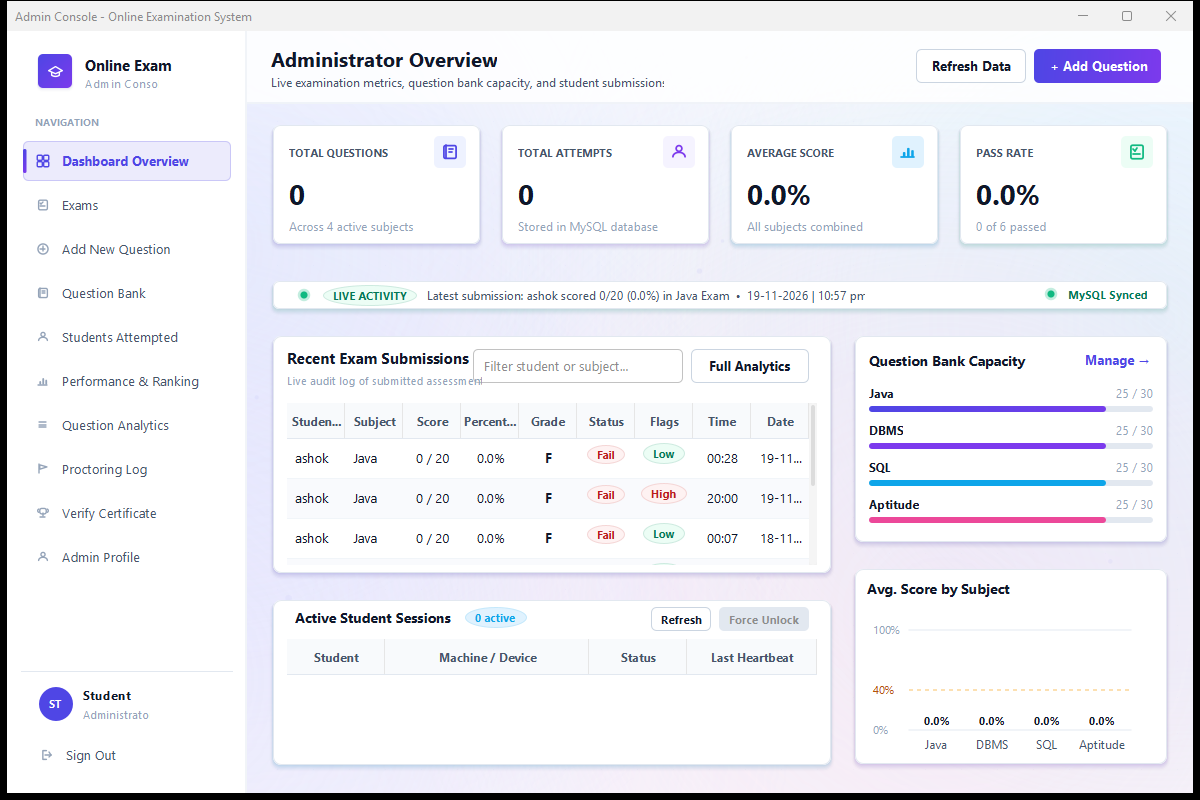 Admin Console - Online Examination System
Online Exam
Admin Conso
NAVIGATION
Dashboard Overview
Exams
Add New Question
Question Bank
Students Attempted
Performance & Ranking
Question Analytics
Proctoring Log
Verify Certificate
Admin Profile
ST
Student
Administrato
Sign Out
Administrator Overview
Live examination metrics, question bank capacity, and student submissions
Refresh Data
+ Add Question
TOTAL QUESTIONS
0
Across 4 active subjects
TOTAL ATTEMPTS
0
Stored in MySQL database
AVERAGE SCORE
0.0%
All subjects combined
PASS RATE
0.0%
0 of 6 passed
LIVE ACTIVITY Latest submission: ashok scored 0/20 (0.0%) in Java Exam • 19-11-2026 | 10:57 pm MySQL Synced
Recent Exam Submissions
Live audit log of submitted assessment
Filter student or subject...
Full Analytics
Studen... Subject Score Percent... Grade Status Flags Time Date
ashok Java 0 / 20 0.0% F Fail Low 00:28 19-11...
ashok Java 0 / 20 0.0% F Fail High 20:00 19-11...
ashok Java 0 / 20 0.0% F Fail Low 00:07 18-11...
Active Student Sessions 0 active Refresh Force Unlock
Student Machine / Device Status Last Heartbeat
Question Bank Capacity Manage →
Java 25 / 30
DBMS 25 / 30
SQL 25 / 30
Aptitude 25 / 30
Avg. Score by Subject
100%
40%
0%
0.0% 0.0% 0.0% 0.0%
Java DBMS SQL Aptitude